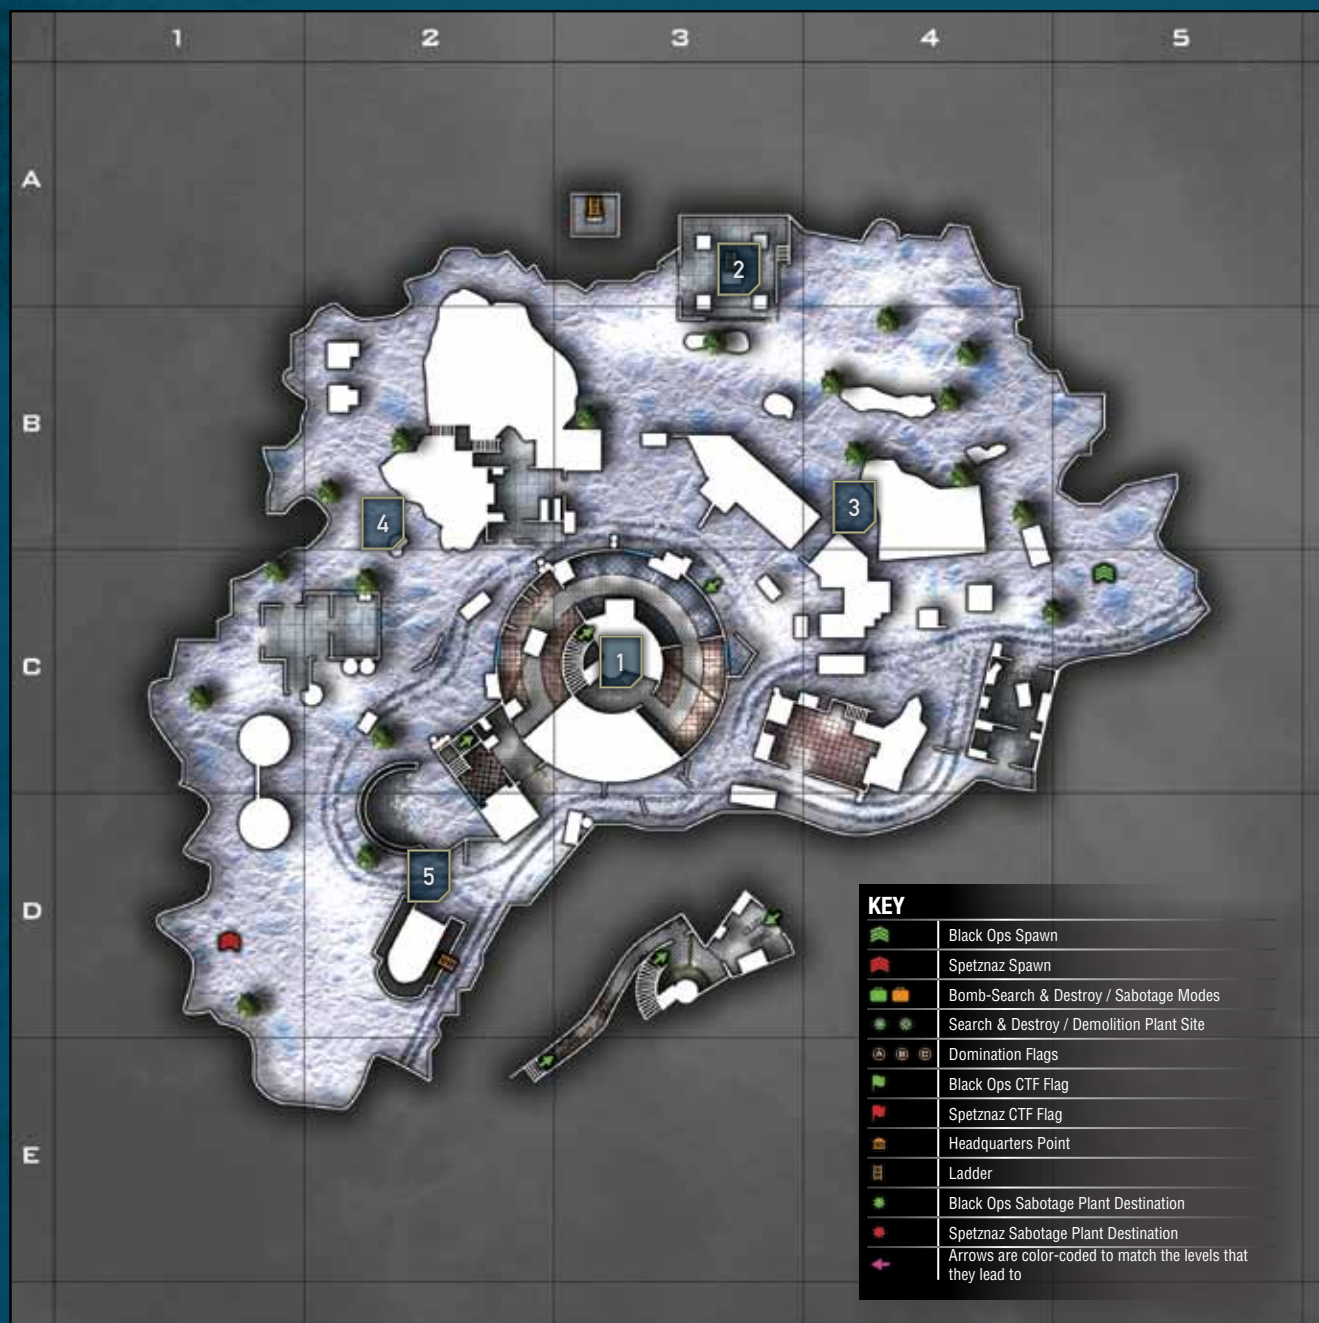 1 2 3 4 5
A
2
B
3
4
C
1
5
D
E
KEY
Black Ops Spawn
Spetznaz Spawn
Bomb-Search & Destroy / Sabotage Modes
Search & Destroy / Demolition Plant Site
A B C Domination Flags
Black Ops CTF Flag
Spetznaz CTF Flag
Headquarters Point
Ladder
Black Ops Sabotage Plant Destination
Spetznaz Sabotage Plant Destination
Arrows are color-coded to match the levels that
they lead to